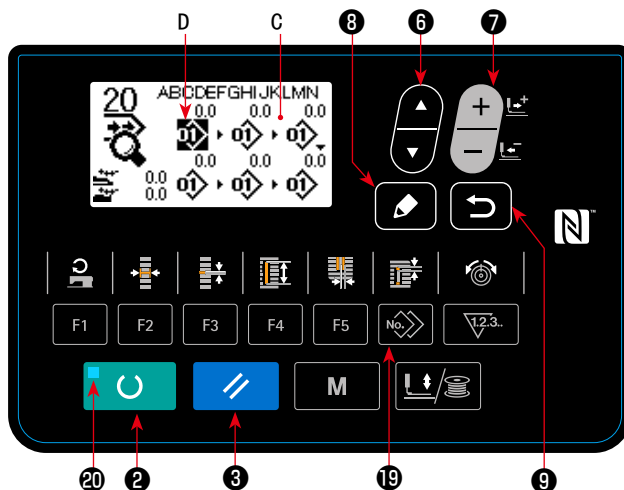 D C 8 6 7
20 ABCDEFGHIJKLMN
0.0 0.0 0.0
01 01 01
0.0 0.0 0.0
0.0
0.0 01 01 01
+
−
N™
F1 F2 F3 F4 F5 No. 1.2.3..
M /
20 2 3 19 9